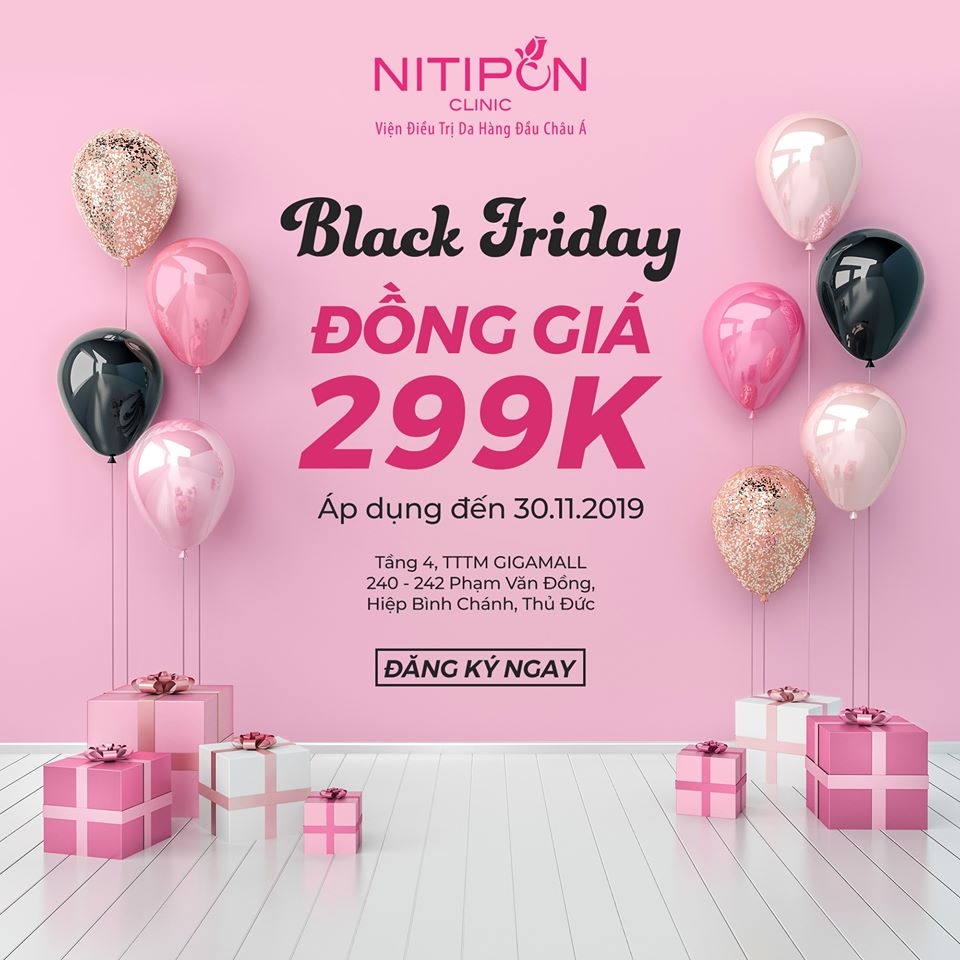 NITIPON
CLINIC
Viện Điều Trị Da Hàng Đầu Châu Á
Black Friday
ĐỒNG GIÁ
299K
Áp dụng đến 30.11.2019
Tầng 4, TTTM GIGAMALL
240 - 242 Phạm Văn Đồng,
Hiệp Bình Chánh, Thủ Đức
ĐĂNG KÝ NGAY